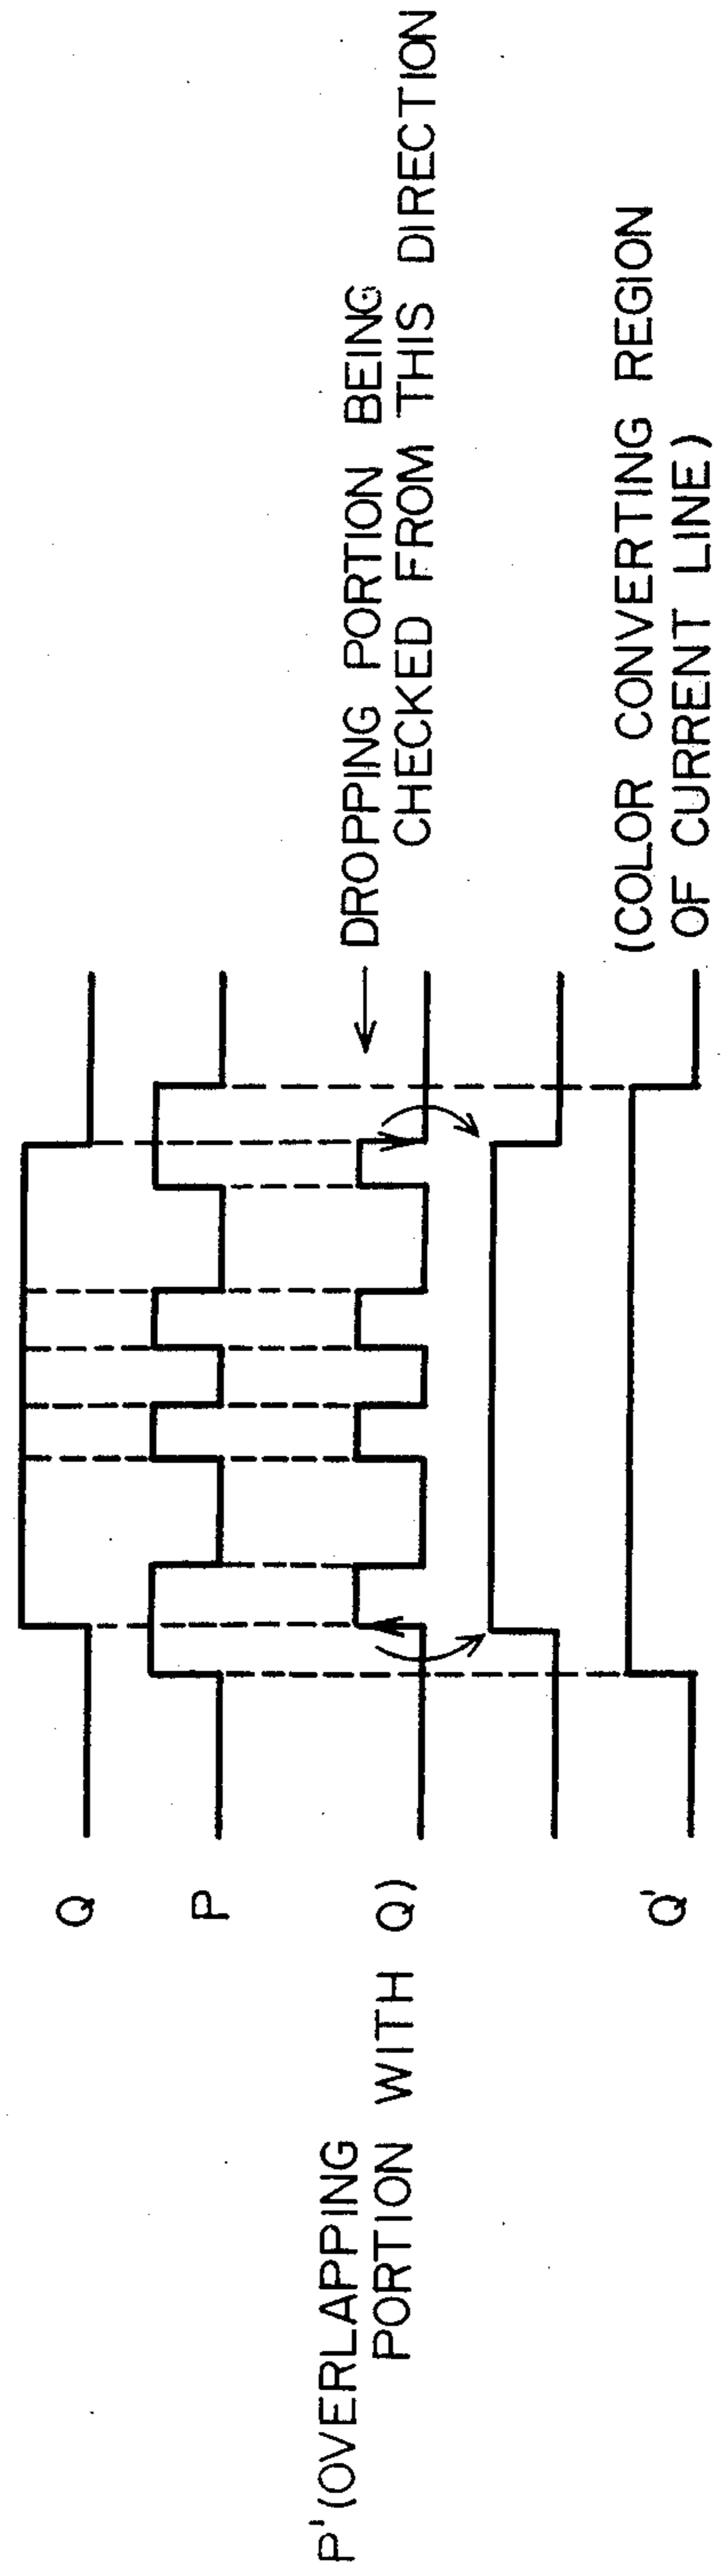 Q
P
P'(OVERLAPPING
PORTION WITH Q)
DROPPING PORTION BEING
CHECKED FROM THIS DIRECTION
Q'
(COLOR CONVERTING REGION
OF CURRENT LINE)